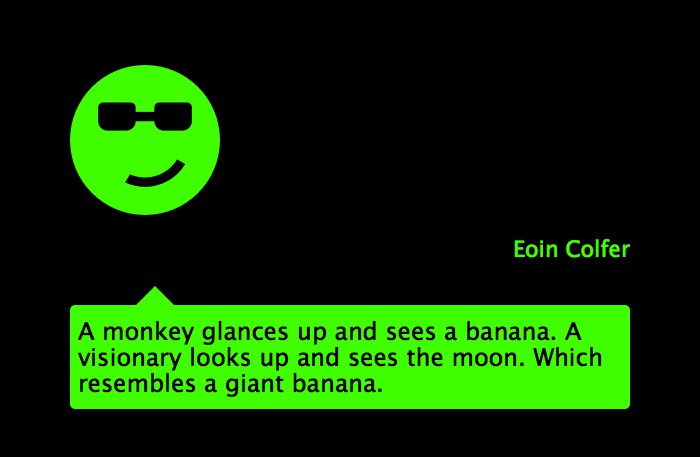 Eoin Colfer
A monkey glances up and sees a banana. A
visionary looks up and sees the moon. Which
resembles a giant banana.